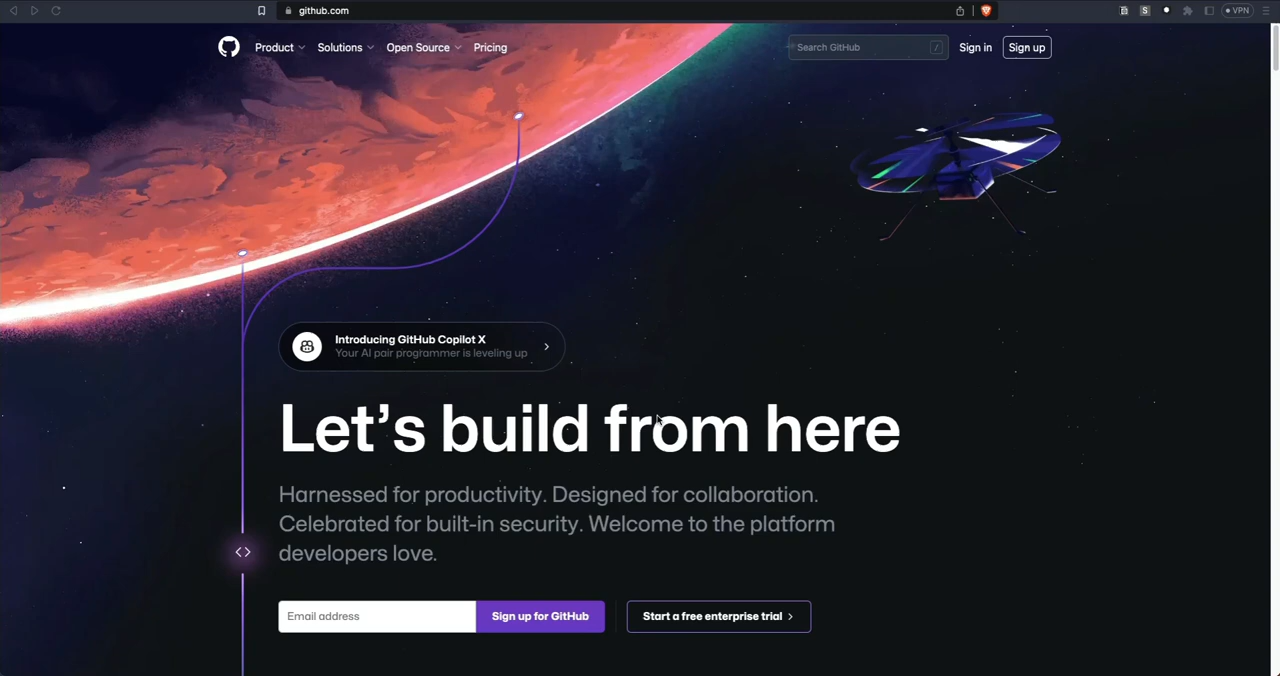 github.com
VPN
Product
Solutions
Open Source
Pricing
Search GitHub
/
Sign in
Sign up
Introducing GitHub Copilot X
Your AI pair programmer is leveling up
Let's build from here
Harnessed for productivity. Designed for collaboration.
Celebrated for built-in security. Welcome to the platform
developers love.
Email address
Sign up for GitHub
Start a free enterprise trial